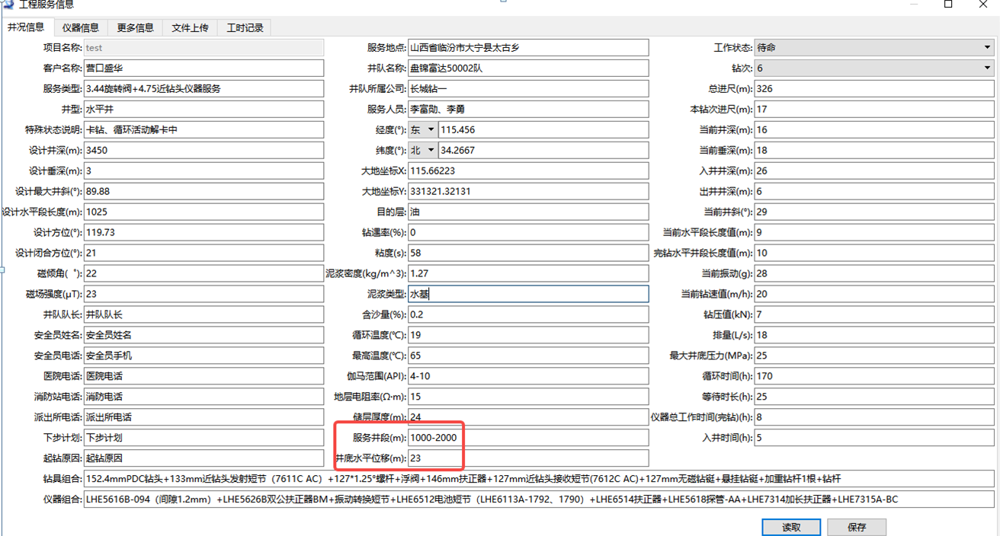 工程服务信息
井况信息 仪器信息 更多信息 文件上传 工时记录
项目名称: test 服务地点: 山西省临汾市大宁县太古乡 工作状态: 待命
客户名称: 营口盛华 井队名称: 盘锦富达50002队 钻次: 6
服务类型: 3.44旋转阀+4.75近钻头仪器服务 井队所属公司: 长城钻一 总进尺(m): 326
井型: 水平井 服务人员: 李富勋、李勇 本钻次进尺(m): 17
特殊状态说明: 卡钻、循环活动解卡中 经度(°): 东 115.456 当前井深(m): 16
设计井深(m): 3450 纬度(°): 北 34.2667 当前垂深(m): 18
设计垂深(m): 3 大地坐标X: 115.66223 入井井深(m): 26
设计最大井斜(°): 89.88 大地坐标Y: 331321.32131 出井井深(m): 6
设计水平段长度(m): 1025 目的层: 油 当前井斜(°): 29
设计方位(°): 119.73 钻遇率(%): 0 当前水平段长度值(m): 9
设计闭合方位(°): 21 粘度(s): 58 完钻水平井段长度值(m): 10
磁倾角( °): 22 泥浆密度(kg/m^3): 1.27 当前振动(g): 28
磁场强度(μT): 23 泥浆类型: 水基 当前钻速值(m/h): 20
井队队长: 井队队长 含沙量(%): 0.2 钻压值(kN): 7
安全员姓名: 安全员姓名 循环温度(℃): 19 排量(L/s): 18
安全员电话: 安全员手机 最高温度(℃): 65 最大井底压力(MPa): 25
医院电话: 医院电话 伽马范围(API): 4-10 循环时间(h): 170
消防站电话: 消防电话 地层电阻率(Ω·m): 15 等待时长(h): 25
派出所电话: 派出所电话 储层厚度(m): 24 仪器总工作时间(完钻)(h): 8
下步计划: 下步计划 服务井段(m): 1000-2000 入井时间(h): 5
起钻原因: 起钻原因 井底水平位移(m): 23
钻具组合: 152.4mmPDC钻头+133mm近钻头发射短节（7611C AC）+127*1.25°螺杆+浮阀+146mm扶正器+127mm近钻头接收短节(7612C AC)+127mm无磁钻铤+悬挂钻铤+加重钻杆1根+钻杆
仪器组合: LHE5616B-094（间隙1.2mm）+LHE5626B双公扶正器BM+振动转换短节+LHE6512电池短节（LHE6113A-1792、1790）+LHE6514扶正器+LHE5618探管-AA+LHE7314加长扶正器+LHE7315A-BC
读取 保存